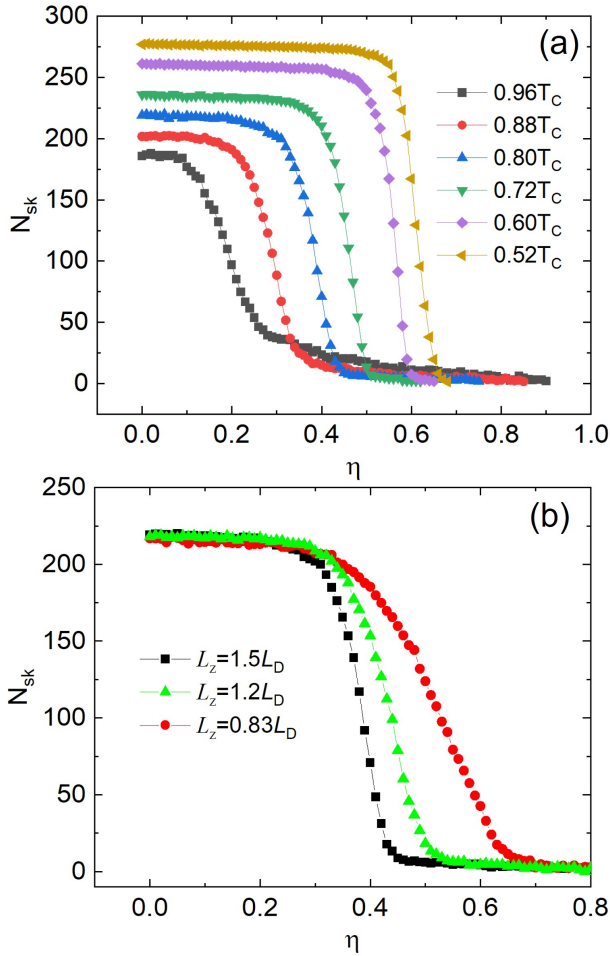 (a)
300
250
200
150
100
50
0
N_sk
0.96T_C
0.88T_C
0.80T_C
0.72T_C
0.60T_C
0.52T_C
0.0 0.2 0.4 0.6 0.8 1.0
η
(b)
250
200
150
100
50
0
N_sk
L_z=1.5L_D
L_z=1.2L_D
L_z=0.83L_D
0.0 0.2 0.4 0.6 0.8
η